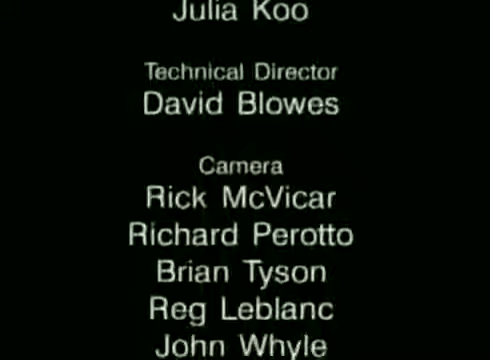 Julia Koo
Technical Director
David Blowes
Camera
Rick McVicar
Richard Perotto
Brian Tyson
Reg Leblanc
John Whyle